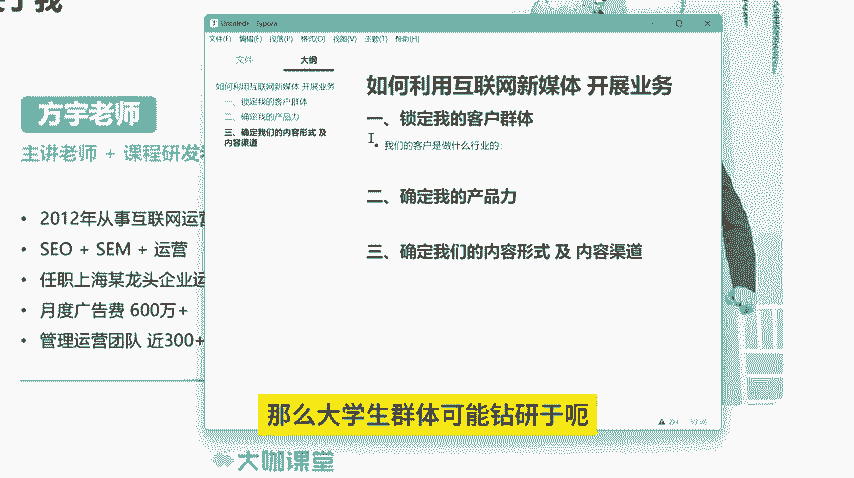 Typora
文件(F) 编辑(E) 段落(P) 格式(O) 视图(V) 主题(T) 帮助(H)
文件
大纲
如何利用互联网新媒体 开展业务
一、锁定我的客户群体
二、确定我的产品力
三、确定我们的内容形式 及
内容渠道
如何利用互联网新媒体 开展业务
一、锁定我的客户群体
我们的客户是做什么行业的:
二、确定我的产品力
三、确定我们的内容形式 及 内容渠道
方宇老师
主讲老师 + 课程研发
• 2012年从事互联网运营
• SEO + SEM + 运营
• 任职上海某龙头企业运
• 月度广告费 600万+
• 管理运营团队 近300+
那么大学生群体可能钻研于呃
大咖课堂